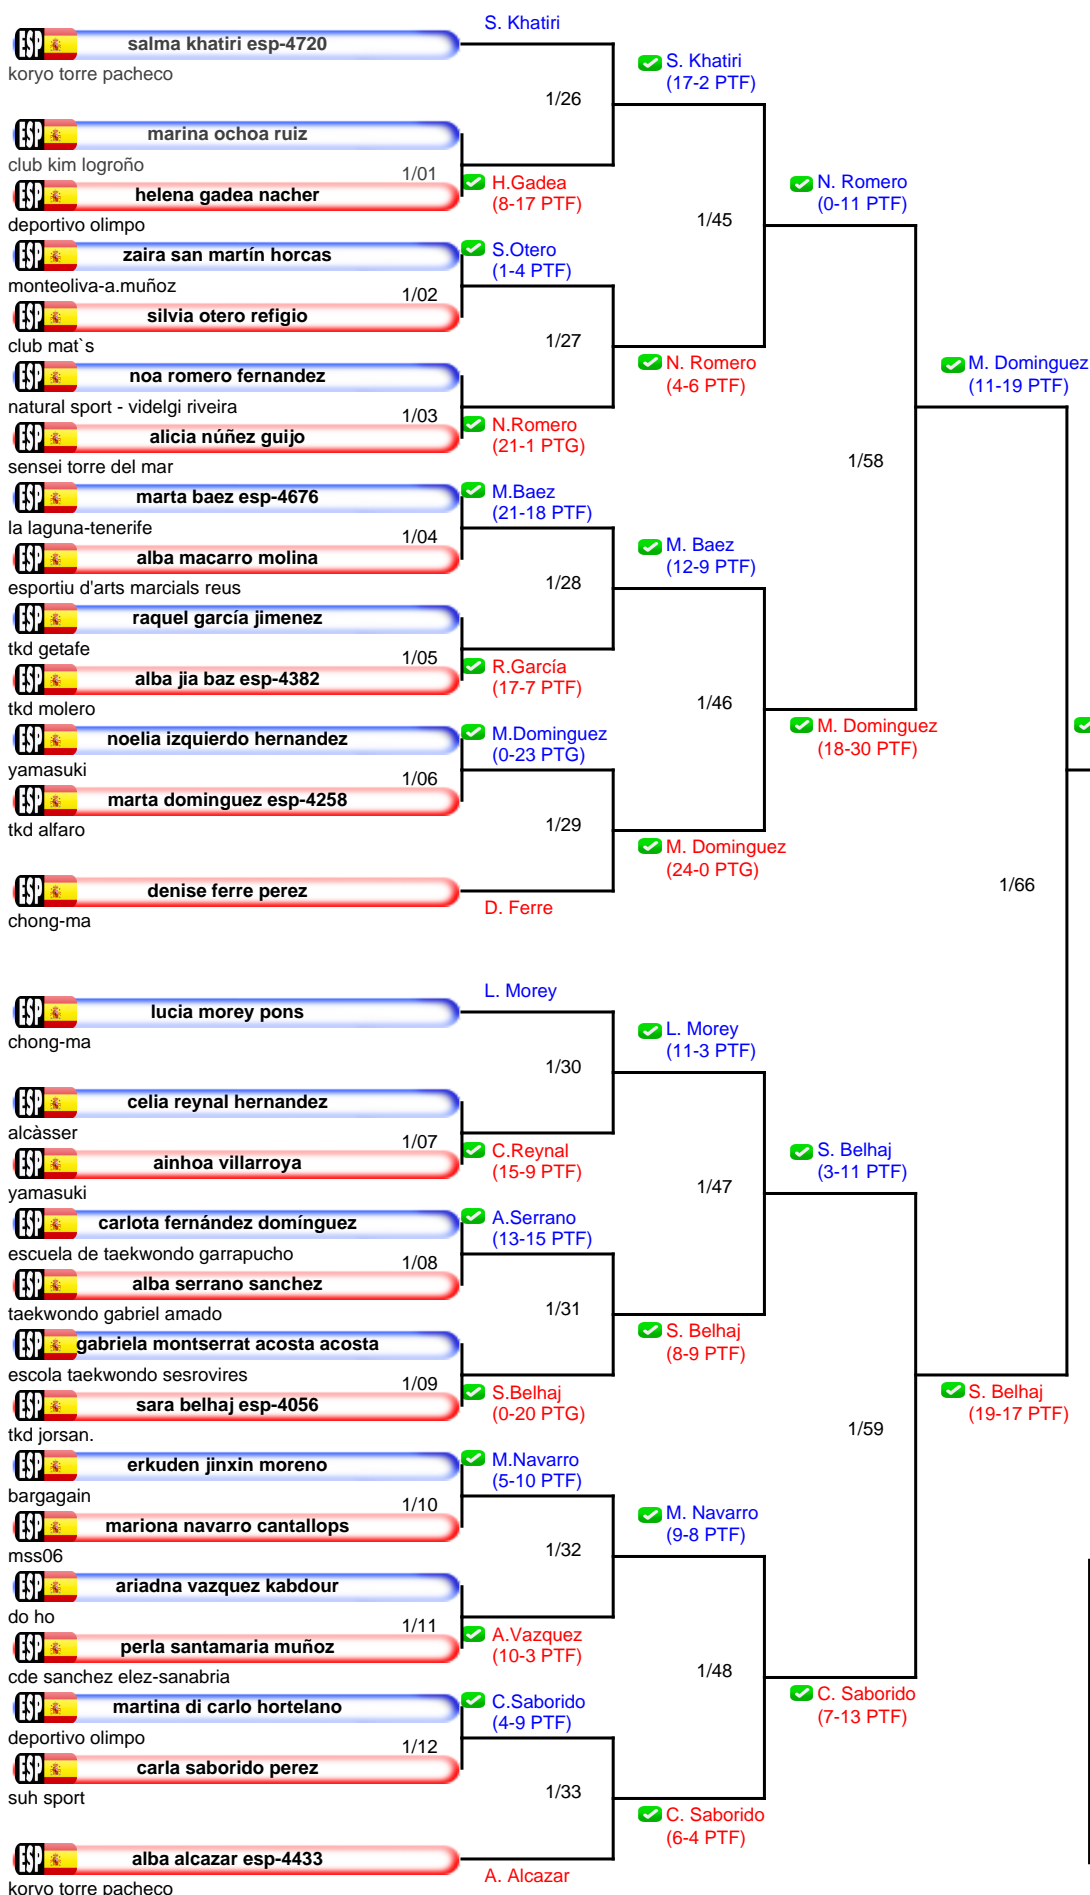 S. Khatiri
ESP salma khatiri esp-4720
koryo torre pacheco
S. Khatiri
(17-2 PTF)
1/26
ESP marina ochoa ruiz
club kim logroño
1/01
H.Gadea
(8-17 PTF)
ESP helena gadea nacher
deportivo olimpo
N. Romero
(0-11 PTF)
1/45
ESP zaira san martín horcas
monteoliva-a.muñoz
S.Otero
(1-4 PTF)
1/02
ESP silvia otero refigio
club mat`s
1/27
N. Romero
(4-6 PTF)
ESP noa romero fernandez
natural sport - videlgi riveira
1/03
N.Romero
(21-1 PTG)
ESP alicia núñez guijo
sensei torre del mar
M. Dominguez
(11-19 PTF)
1/58
ESP marta baez esp-4676
la laguna-tenerife
M.Baez
(21-18 PTF)
1/04
ESP alba macarro molina
esportiu d'arts marcials reus
M. Baez
(12-9 PTF)
1/28
ESP raquel garcía jimenez
tkd getafe
1/05
R.García
(17-7 PTF)
ESP alba jia baz esp-4382
tkd molero
1/46
M. Dominguez
(18-30 PTF)
ESP noelia izquierdo hernandez
yamasuki
M.Dominguez
(0-23 PTG)
1/06
ESP marta dominguez esp-4258
tkd alfaro
1/29
M. Dominguez
(24-0 PTG)
ESP denise ferre perez
chong-ma
D. Ferre
1/66
L. Morey
ESP lucia morey pons
chong-ma
L. Morey
(11-3 PTF)
1/30
ESP celia reynal hernandez
alcàsser
1/07
C.Reynal
(15-9 PTF)
ESP ainhoa villarroya
yamasuki
S. Belhaj
(3-11 PTF)
1/47
ESP carlota fernández domínguez
escuela de taekwondo garrapucho
A.Serrano
(13-15 PTF)
1/08
ESP alba serrano sanchez
taekwondo gabriel amado
1/31
S. Belhaj
(8-9 PTF)
ESP gabriela montserrat acosta acosta
escola taekwondo sesrovires
1/09
S.Belhaj
(0-20 PTG)
ESP sara belhaj esp-4056
tkd jorsan.
S. Belhaj
(19-17 PTF)
1/59
ESP erkuden jinxin moreno
bargagain
M.Navarro
(5-10 PTF)
1/10
ESP mariona navarro cantallops
mss06
M. Navarro
(9-8 PTF)
1/32
ESP ariadna vazquez kabdour
do ho
1/11
A.Vazquez
(10-3 PTF)
ESP perla santamaria muñoz
cde sanchez elez-sanabria
1/48
C. Saborido
(7-13 PTF)
ESP martina di carlo hortelano
deportivo olimpo
C.Saborido
(4-9 PTF)
1/12
ESP carla saborido perez
suh sport
1/33
C. Saborido
(6-4 PTF)
ESP alba alcazar esp-4433
koryo torre pacheco
A. Alcazar